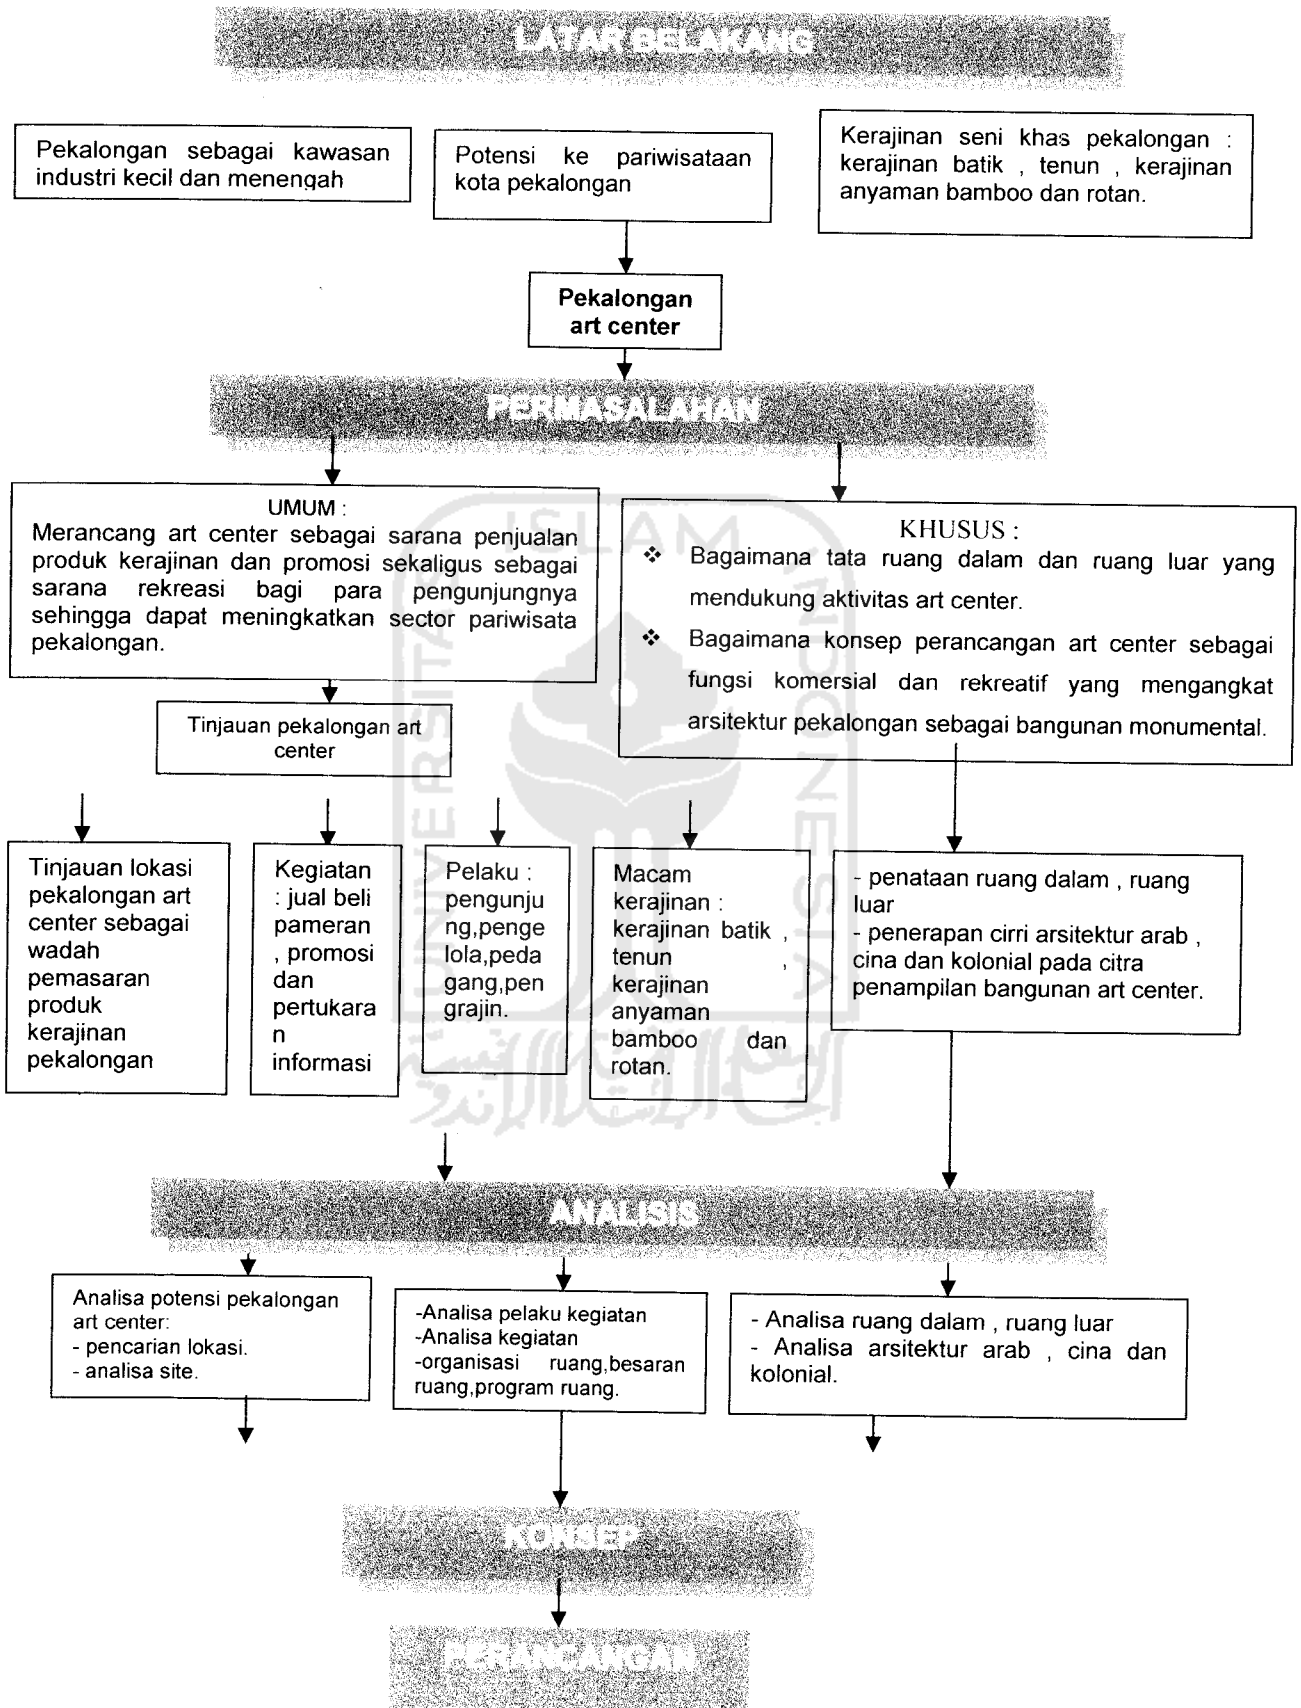 LATAR BELAKANG
Pekalongan sebagai kawasan
industri kecil dan menengah
Potensi ke pariwisataan
kota pekalongan
Kerajinan seni khas pekalongan :
kerajinan batik , tenun , kerajinan
anyaman bamboo dan rotan.
Pekalongan
art center
PERMASALAHAN
UMUM :
Merancang art center sebagai sarana penjualan
produk kerajinan dan promosi sekaligus sebagai
sarana rekreasi bagi para pengunjungnya
sehingga dapat meningkatkan sector pariwisata
pekalongan.
KHUSUS :
❖ Bagaimana tata ruang dalam dan ruang luar yang
mendukung aktivitas art center.
❖ Bagaimana konsep perancangan art center sebagai
fungsi komersial dan rekreatif yang mengangkat
arsitektur pekalongan sebagai bangunan monumental.
Tinjauan pekalongan art
center
Tinjauan lokasi
pekalongan art
center sebagai
wadah
pemasaran
produk
kerajinan
pekalongan
Kegiatan
: jual beli
pameran
, promosi
dan
pertukara
n
informasi
Pelaku :
pengunju
ng,penge
lola,peda
gang,pen
grajin.
Macam
kerajinan :
kerajinan batik ,
tenun ,
kerajinan
anyaman
bamboo dan
rotan.
- penataan ruang dalam , ruang
luar
- penerapan cirri arsitektur arab ,
cina dan kolonial pada citra
penampilan bangunan art center.
ANALISIS
Analisa potensi pekalongan
art center:
- pencarian lokasi.
- analisa site.
-Analisa pelaku kegiatan
-Analisa kegiatan
-organisasi ruang,besaran
ruang,program ruang.
- Analisa ruang dalam , ruang luar
- Analisa arsitektur arab , cina dan
kolonial.
KONSEP
PERANCANGAN
UNIVERSITAS
ISLAM
INDONESIA